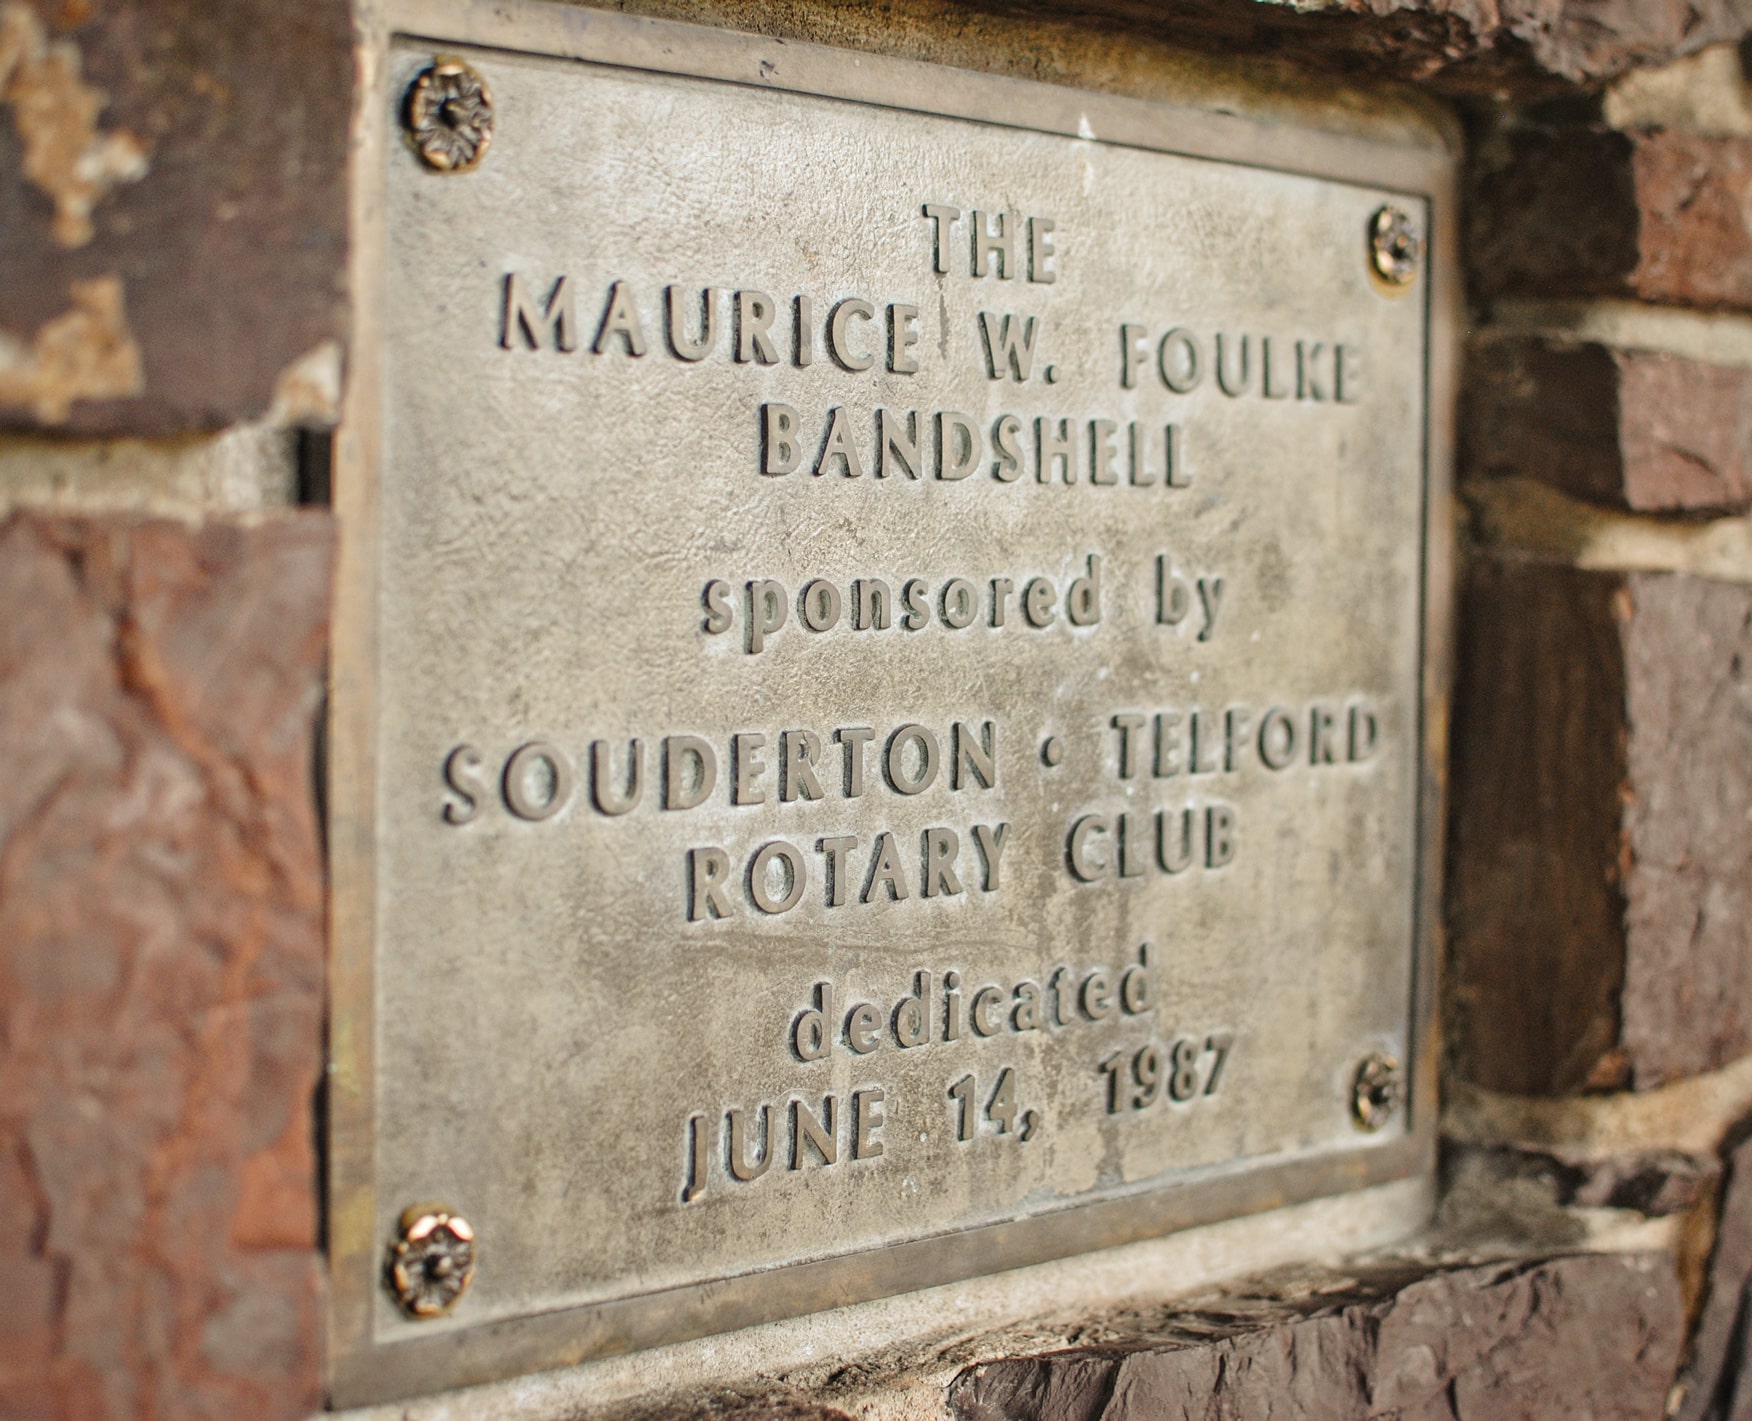 THE
MAURICE W. FOULKE
BANDSHELL
sponsored by
SOUDERTON • TELFORD
ROTARY CLUB
dedicated
JUNE 14, 1987